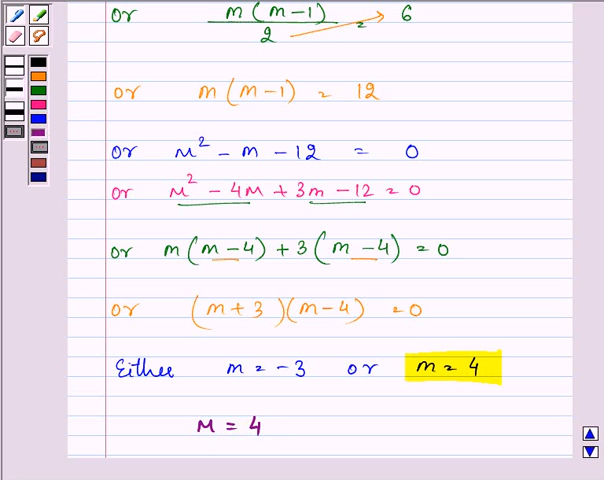 or m(m-1)/2 = 6
or m(m-1) = 12
or m² - m - 12 = 0
or m² - 4m + 3m - 12 = 0
or m(m-4) + 3(m-4) = 0
or (m+3)(m-4) = 0
Either m = -3 or m = 4
m = 4